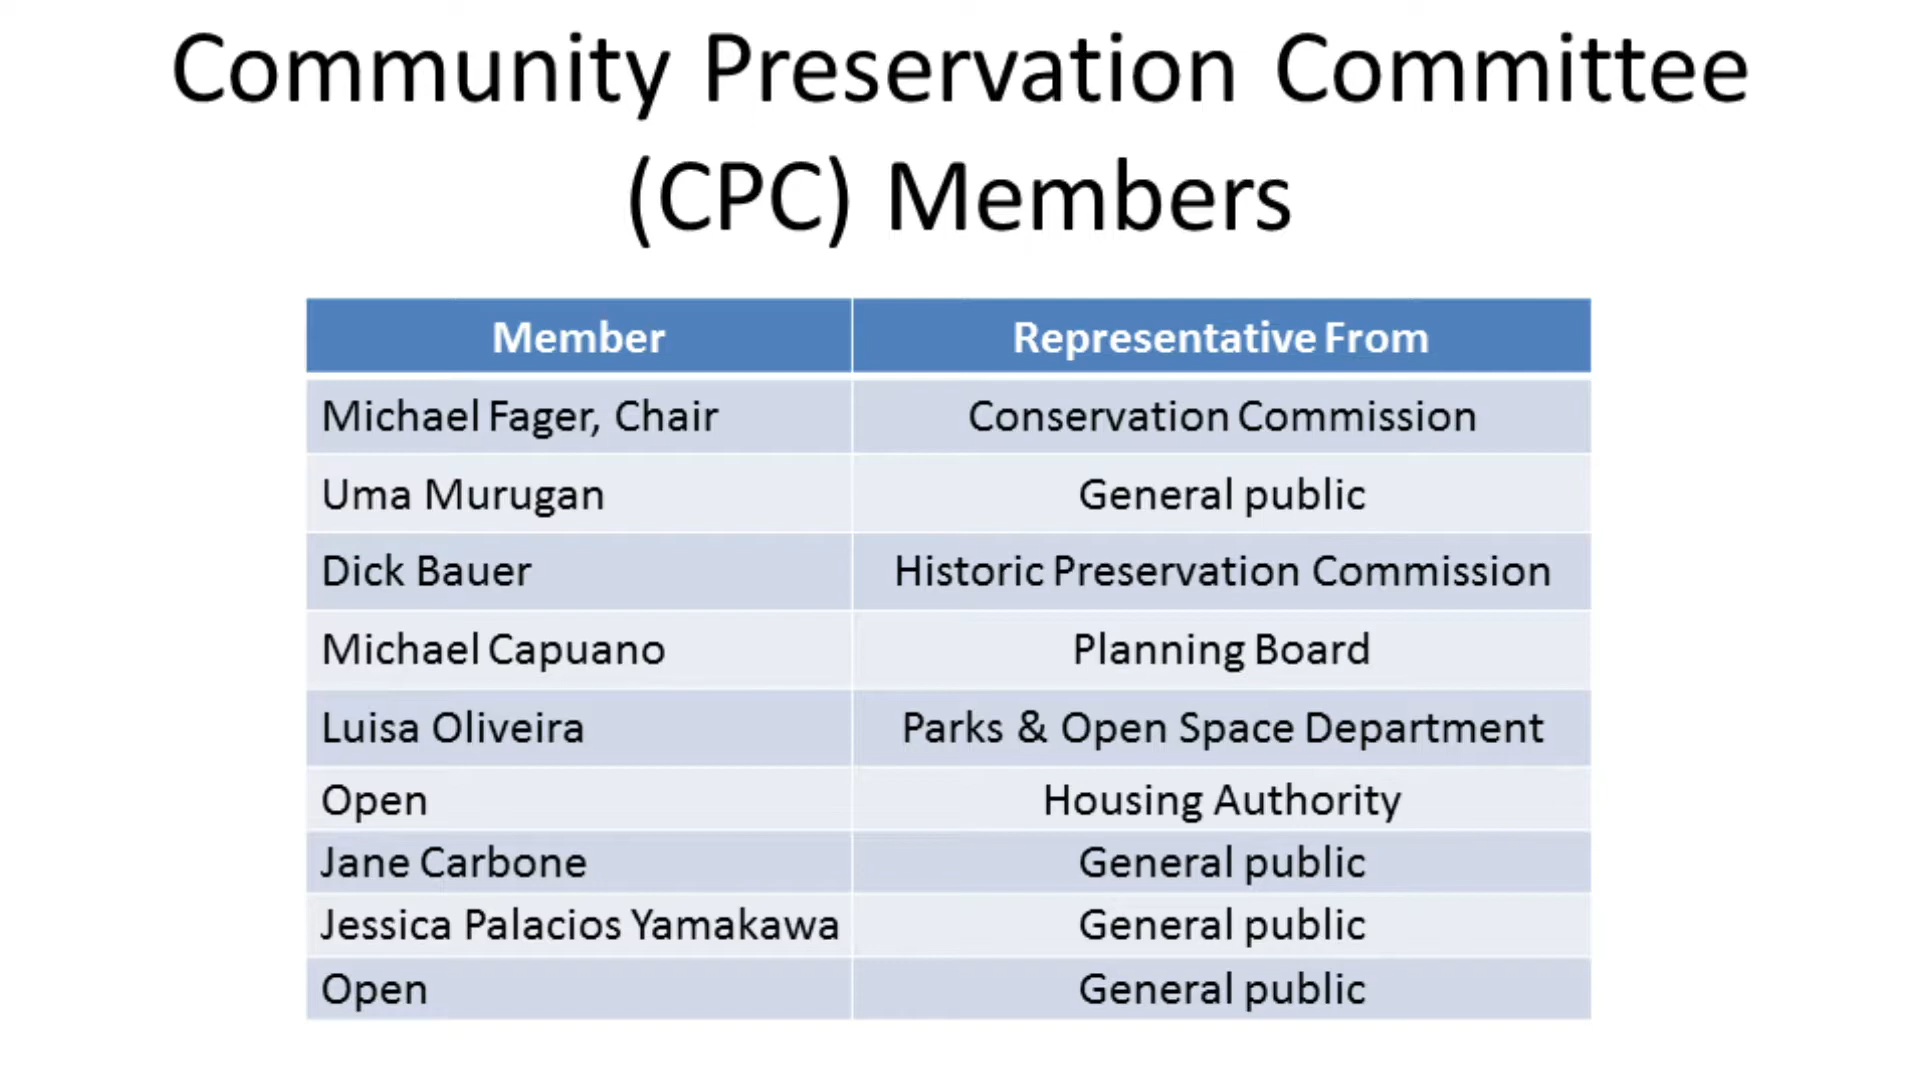 Community Preservation Committee
(CPC) Members
Member Representative From
Michael Fager, Chair Conservation Commission
Uma Murugan General public
Dick Bauer Historic Preservation Commission
Michael Capuano Planning Board
Luisa Oliveira Parks & Open Space Department
Open Housing Authority
Jane Carbone General public
Jessica Palacios Yamakawa General public
Open General public